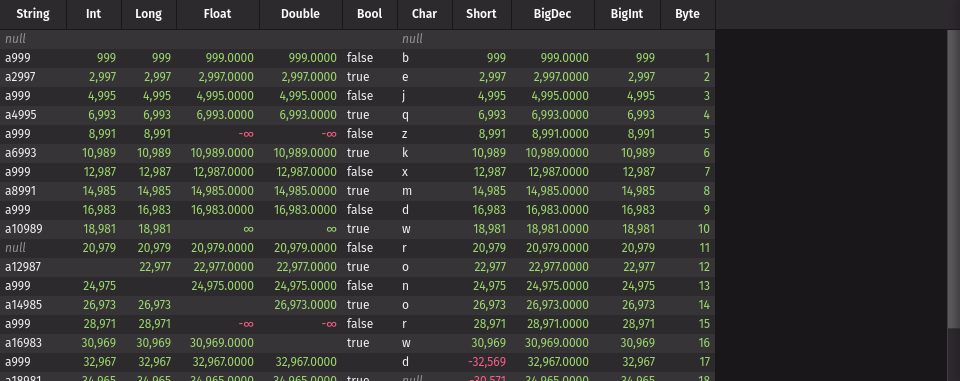 String Int Long Float Double Bool Char Short BigDec BigInt Byte
null null
a999 999 999 999.0000 999.0000 false b 999 999.0000 999 1
a2997 2,997 2,997 2,997.0000 2,997.0000 true e 2,997 2,997.0000 2,997 2
a999 4,995 4,995 4,995.0000 4,995.0000 false j 4,995 4,995.0000 4,995 3
a4995 6,993 6,993 6,993.0000 6,993.0000 true q 6,993 6,993.0000 6,993 4
a999 8,991 8,991 -∞ -∞ false z 8,991 8,991.0000 8,991 5
a6993 10,989 10,989 10,989.0000 10,989.0000 true k 10,989 10,989.0000 10,989 6
a999 12,987 12,987 12,987.0000 12,987.0000 false x 12,987 12,987.0000 12,987 7
a8991 14,985 14,985 14,985.0000 14,985.0000 true m 14,985 14,985.0000 14,985 8
a999 16,983 16,983 16,983.0000 16,983.0000 false d 16,983 16,983.0000 16,983 9
a10989 18,981 18,981 ∞ ∞ true w 18,981 18,981.0000 18,981 10
null 20,979 20,979 20,979.0000 20,979.0000 false r 20,979 20,979.0000 20,979 11
a12987 22,977 22,977.0000 22,977.0000 true o 22,977 22,977.0000 22,977 12
a999 24,975 24,975.0000 24,975.0000 false n 24,975 24,975.0000 24,975 13
a14985 26,973 26,973 26,973.0000 true o 26,973 26,973.0000 26,973 14
a999 28,971 28,971 -∞ -∞ false r 28,971 28,971.0000 28,971 15
a16983 30,969 30,969 30,969.0000 true w 30,969 30,969.0000 30,969 16
a999 32,967 32,967 32,967.0000 32,967.0000 d -32,569 32,967.0000 32,967 17
a18981 34,965 34,965 34,965.0000 34,965.0000 true null -30,571 34,965.0000 34,965 18